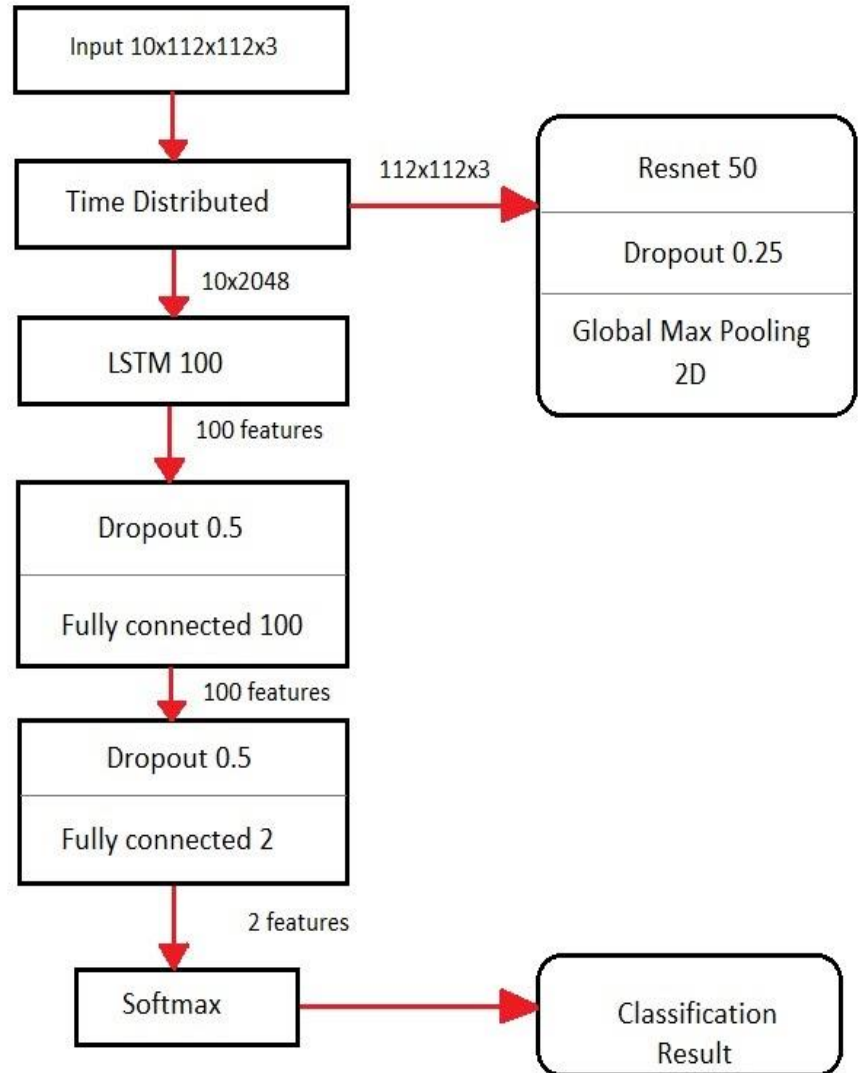 Input 10x112x112x3
Time Distributed
112x112x3
Resnet 50
Dropout 0.25
Global Max Pooling
2D
10x2048
LSTM 100
100 features
Dropout 0.5
Fully connected 100
100 features
Dropout 0.5
Fully connected 2
2 features
Softmax
Classification
Result